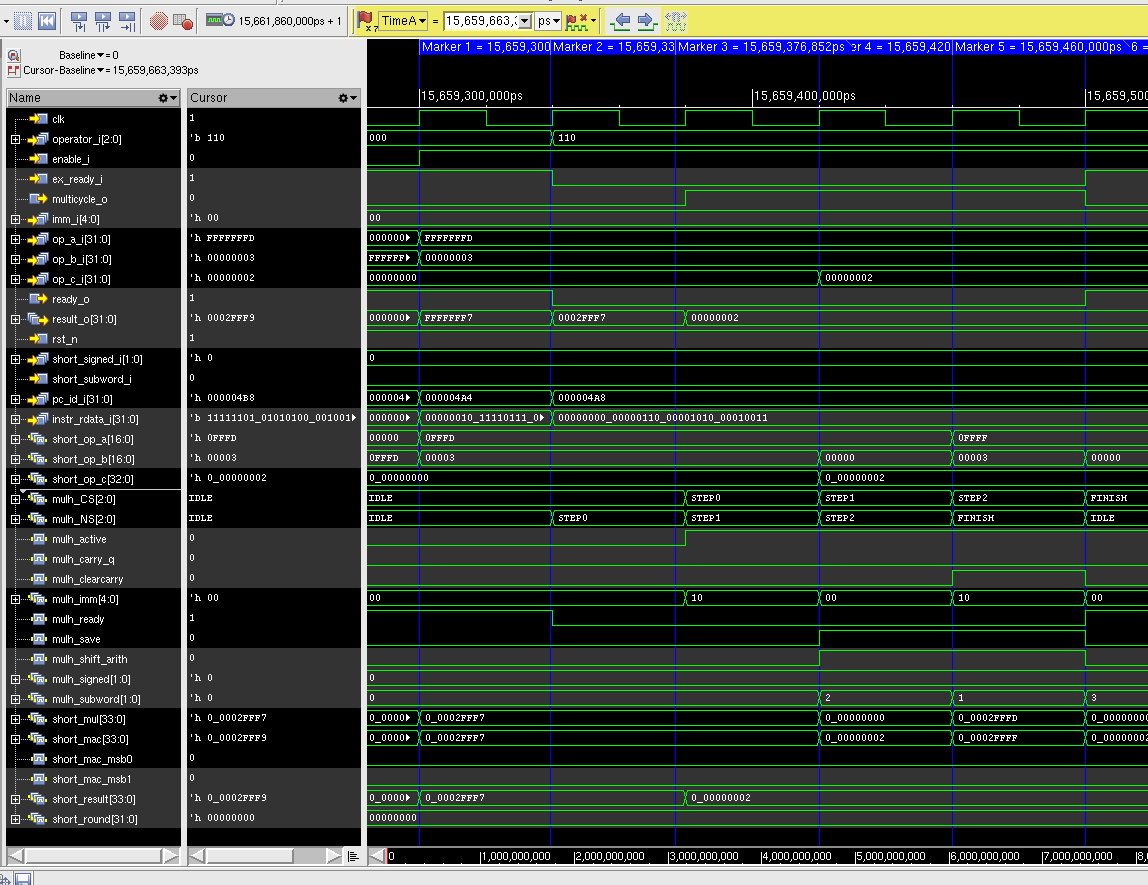 15,661,860,000ps + 1
x7 TimeA = 15,659,663, ps
Baseline = 0
Cursor-Baseline = 15,659,663,393ps
Marker 1 = 15,659,300 Marker 2 = 15,659,33 Marker 3 = 15,659,376,852ps er 4 = 15,659,420 Marker 5 = 15,659,460,000ps 6 =
15,659,300,000ps 15,659,400,000ps 15,659,500
Name Cursor
clk 1
operator_i[2:0] 'b 110 000 110
enable_i 0
ex_ready_i 1
multicycle_o 0
imm_i[4:0] 'h 00 00
op_a_i[31:0] 'h FFFFFFFD 000000 FFFFFFFD
op_b_i[31:0] 'h 00000003 FFFFFF 00000003
op_c_i[31:0] 'h 00000002 00000000 00000002
ready_o 1
result_o[31:0] 'h 0002FFF9 000000 FFFFFFF7 0002FFF7 00000002
rst_n 1
short_signed_i[1:0] 'h 0 0
short_subword_i 0
pc_id_i[31:0] 'h 000004B8 000004 000004A4 000004A8
instr_rdata_i[31:0] 'b 11111101_01010100_001001 000000 00000010_11110111_0 00000000_00000110_00001010_00010011
short_op_a[16:0] 'h 0FFFD 00000 0FFFD 0FFFF
short_op_b[16:0] 'h 00003 0FFFD 00003 00000 00003 00000
short_op_c[32:0] 'h 0_00000002 0_00000000 0_00000002
mulh_CS[2:0] IDLE IDLE STEP0 STEP1 STEP2 FINISH
mulh_NS[2:0] IDLE IDLE STEP0 STEP1 STEP2 FINISH IDLE
mulh_active 0
mulh_carry_q 0
mulh_clearcarry 0
mulh_imm[4:0] 'h 00 00 10 00 10 00
mulh_ready 1
mulh_save 0
mulh_shift_arith 0
mulh_signed[1:0] 'h 0 0
mulh_subword[1:0] 'h 0 0 2 1 3
short_mul[33:0] 'h 0_0002FFF7 0_0000 0_0002FFF7 0_00000000 0_0002FFFD 0_0000000
short_mac[33:0] 'h 0_0002FFF9 0_0000 0_0002FFF7 0_00000002 0_0002FFFF 0_00000002
short_mac_msb0 0
short_mac_msb1 0
short_result[33:0] 'h 0_0002FFF9 0_0000 0_0002FFF7 0_00000002
short_round[31:0] 'h 00000000 00000000
0 1,000,000,000 2,000,000,000 3,000,000,000 4,000,000,000 5,000,000,000 6,000,000,000 7,000,000,000 8,0